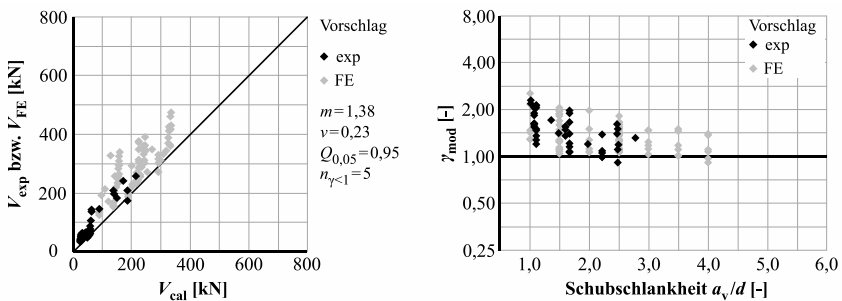 800
600
400
200
0
0
200
400
600
800
V_exp bzw. V_FE [kN]
V_cal [kN]
Vorschlag
exp
FE
m=1,38
v=0,23
Q_0,05=0,95
n_γ<1=5
8,00
4,00
2,00
1,00
0,50
0,25
1,0
2,0
3,0
4,0
5,0
6,0
γ_mod [-]
Schubschlankheit a_v/d [-]
Vorschlag
exp
FE